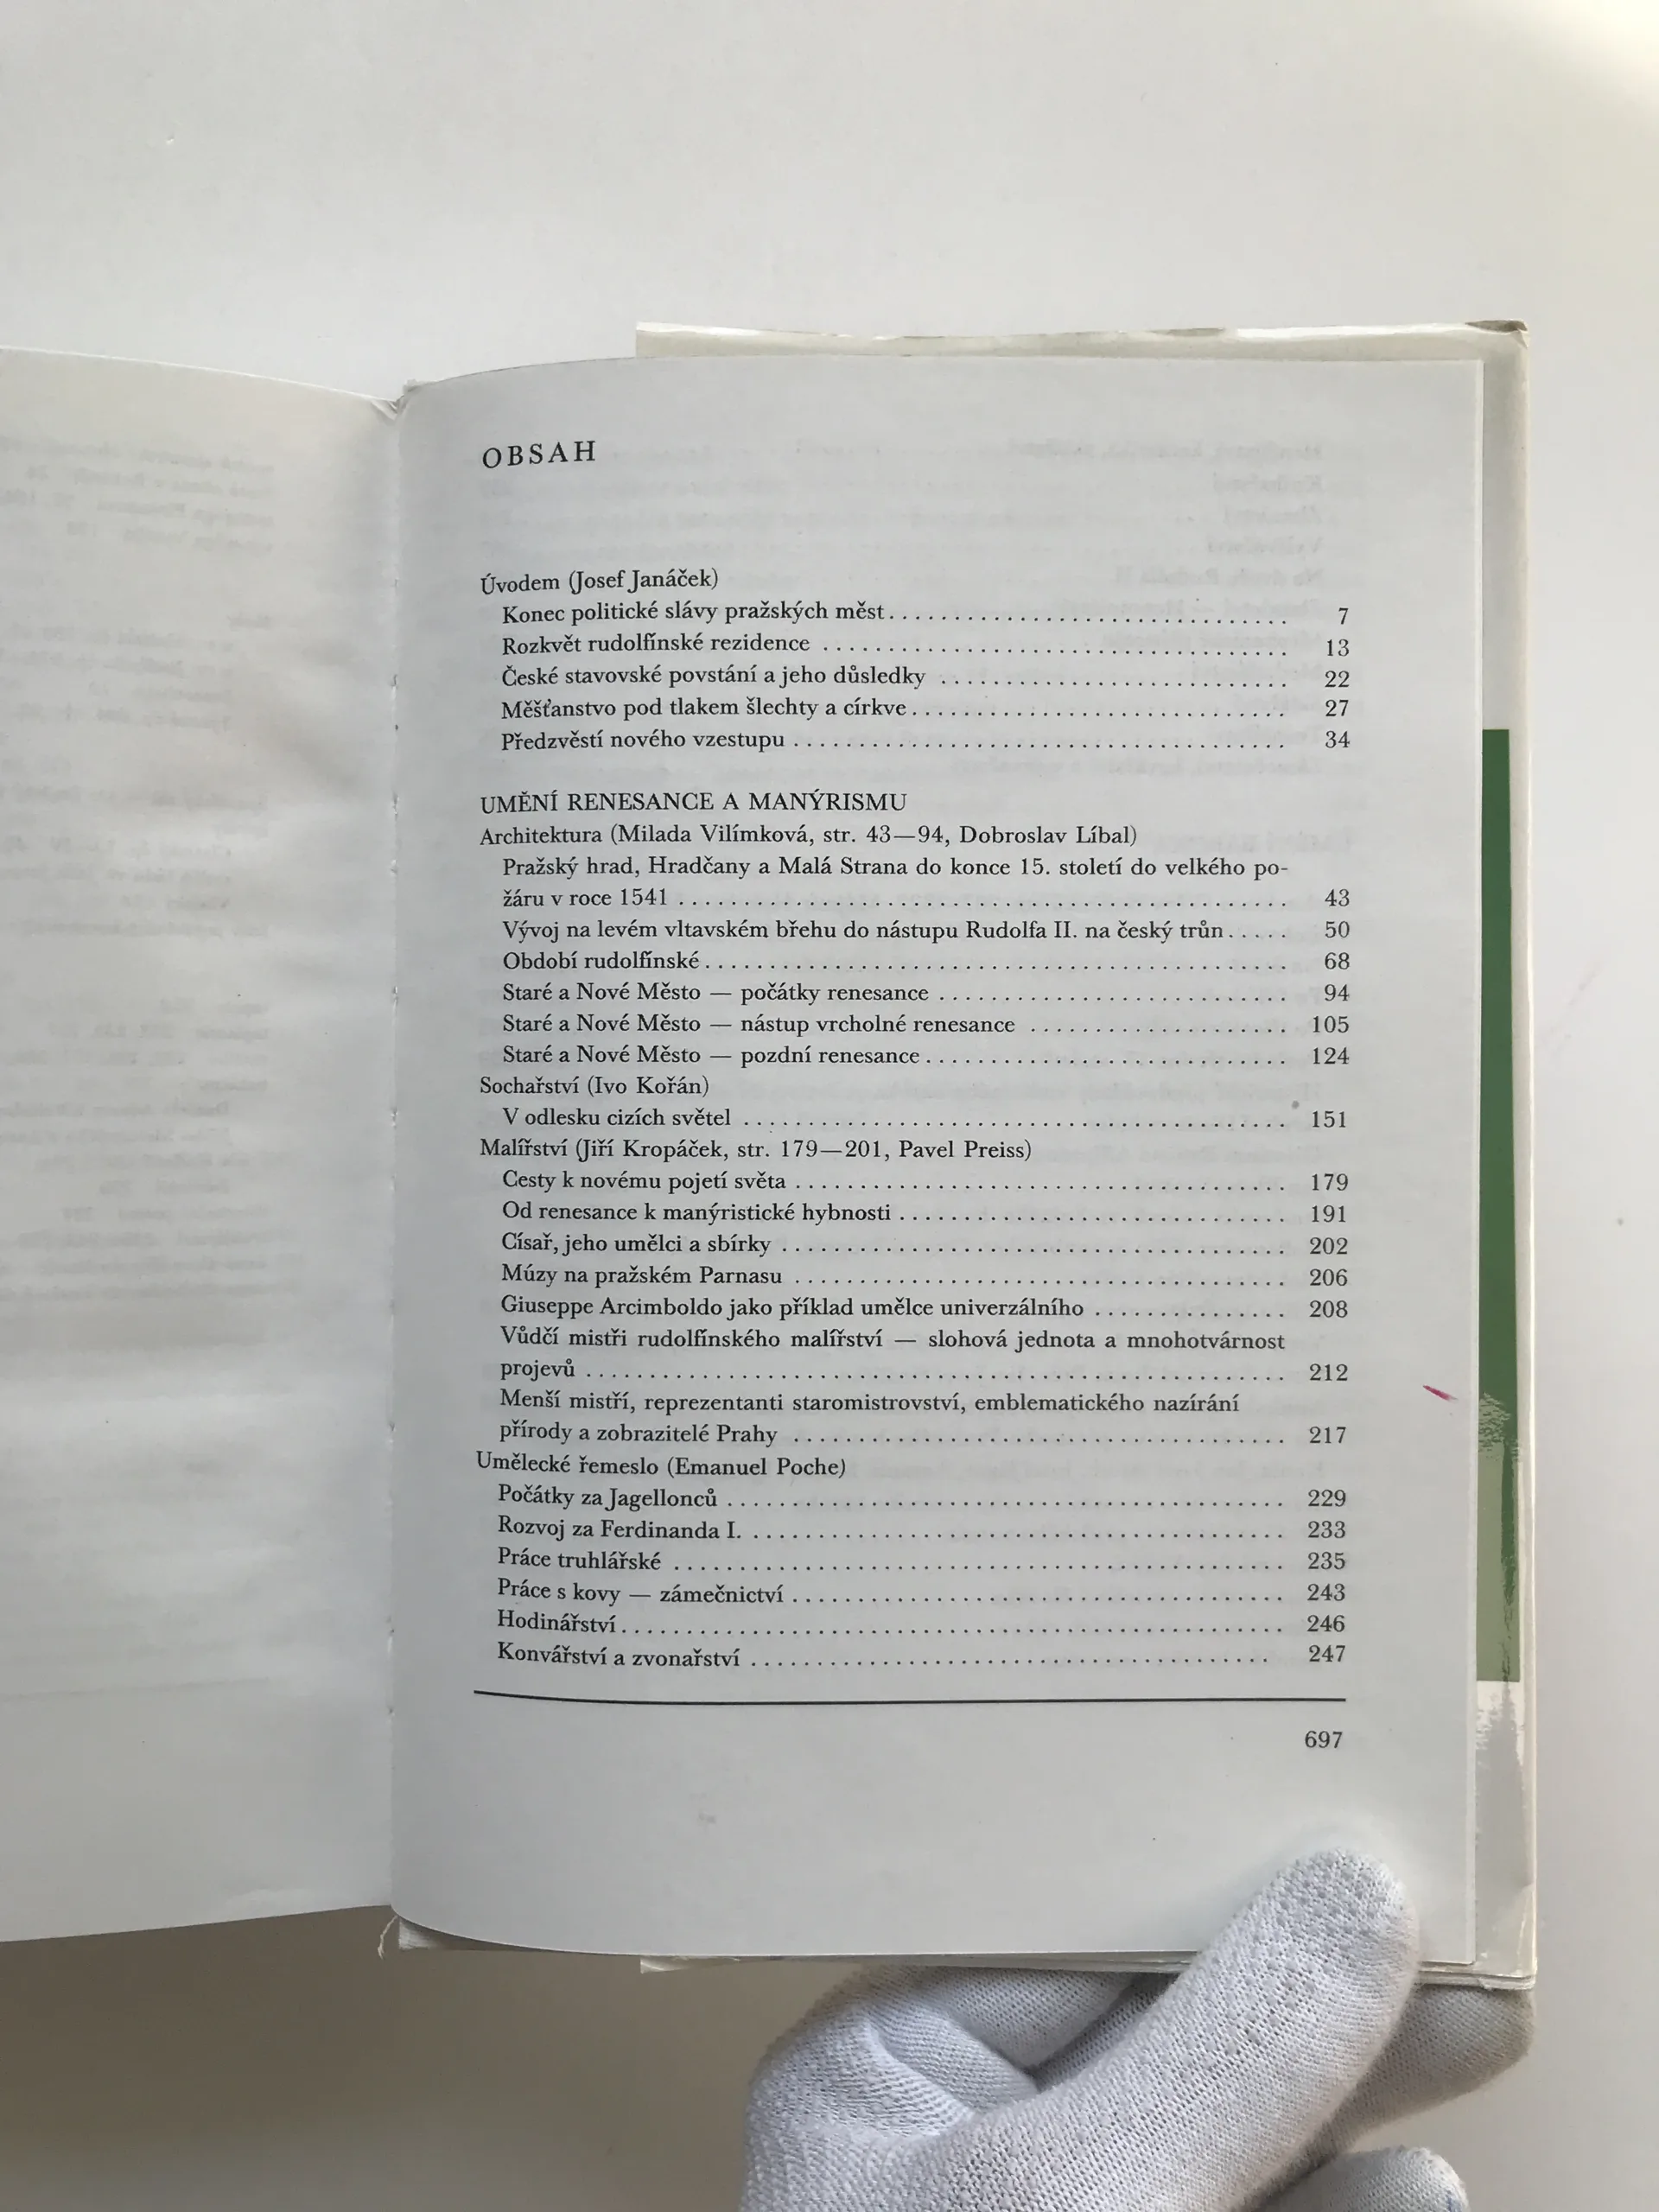 OBSAH
Úvodem (Josef Janáček)
Konec politické slávy pražských měst . . . . . . . . . . . . . . . . . . . . . . . . . . . . . . . 7
Rozkvět rudolfínské rezidence . . . . . . . . . . . . . . . . . . . . . . . . . . . . . . . . . . . . 13
České stavovské povstání a jeho důsledky . . . . . . . . . . . . . . . . . . . . . . . . . . . 22
Měšťanstvo pod tlakem šlechty a církve . . . . . . . . . . . . . . . . . . . . . . . . . . . . . 27
Předzvěstí nového vzestupu . . . . . . . . . . . . . . . . . . . . . . . . . . . . . . . . . . . . . . 34
UMĚNÍ RENESANCE A MANÝRISMU
Architektura (Milada Vilímková, str. 43—94, Dobroslav Líbal)
Pražský hrad, Hradčany a Malá Strana do konce 15. století do velkého po-
žáru v roce 1541 . . . . . . . . . . . . . . . . . . . . . . . . . . . . . . . . . . . . . . . . . . . . . . . 43
Vývoj na levém vltavském břehu do nástupu Rudolfa II. na český trůn . . . . . 50
Období rudolfínské . . . . . . . . . . . . . . . . . . . . . . . . . . . . . . . . . . . . . . . . . . . . . 68
Staré a Nové Město — počátky renesance . . . . . . . . . . . . . . . . . . . . . . . . . . . 94
Staré a Nové Město — nástup vrcholné renesance . . . . . . . . . . . . . . . . . . . . 105
Staré a Nové Město — pozdní renesance . . . . . . . . . . . . . . . . . . . . . . . . . . . . 124
Sochařství (Ivo Kořán)
V odlesku cizích světel . . . . . . . . . . . . . . . . . . . . . . . . . . . . . . . . . . . . . . . . . . 151
Malířství (Jiří Kropáček, str. 179—201, Pavel Preiss)
Cesty k novému pojetí světa . . . . . . . . . . . . . . . . . . . . . . . . . . . . . . . . . . . . . . 179
Od renesance k manýristické hybnosti . . . . . . . . . . . . . . . . . . . . . . . . . . . . . . 191
Císař, jeho umělci a sbírky . . . . . . . . . . . . . . . . . . . . . . . . . . . . . . . . . . . . . . . 202
Múzy na pražském Parnasu . . . . . . . . . . . . . . . . . . . . . . . . . . . . . . . . . . . . . . 206
Giuseppe Arcimboldo jako příklad umělce univerzálního . . . . . . . . . . . . . . . 208
Vůdčí mistři rudolfínského malířství — slohová jednota a mnohotvárnost
projevů . . . . . . . . . . . . . . . . . . . . . . . . . . . . . . . . . . . . . . . . . . . . . . . . . . . . . . 212
Menší mistří, reprezentanti staromistrovství, emblematického nazírání
přírody a zobrazitelé Prahy . . . . . . . . . . . . . . . . . . . . . . . . . . . . . . . . . . . . . . 217
Umělecké řemeslo (Emanuel Poche)
Počátky za Jagellonců . . . . . . . . . . . . . . . . . . . . . . . . . . . . . . . . . . . . . . . . . . . 229
Rozvoj za Ferdinanda I. . . . . . . . . . . . . . . . . . . . . . . . . . . . . . . . . . . . . . . . . . 233
Práce truhlářské . . . . . . . . . . . . . . . . . . . . . . . . . . . . . . . . . . . . . . . . . . . . . . . 235
Práce s kovy — zámečnictví . . . . . . . . . . . . . . . . . . . . . . . . . . . . . . . . . . . . . . 243
Hodinářství . . . . . . . . . . . . . . . . . . . . . . . . . . . . . . . . . . . . . . . . . . . . . . . . . . . 246
Konvářství a zvonařství . . . . . . . . . . . . . . . . . . . . . . . . . . . . . . . . . . . . . . . . 247
697